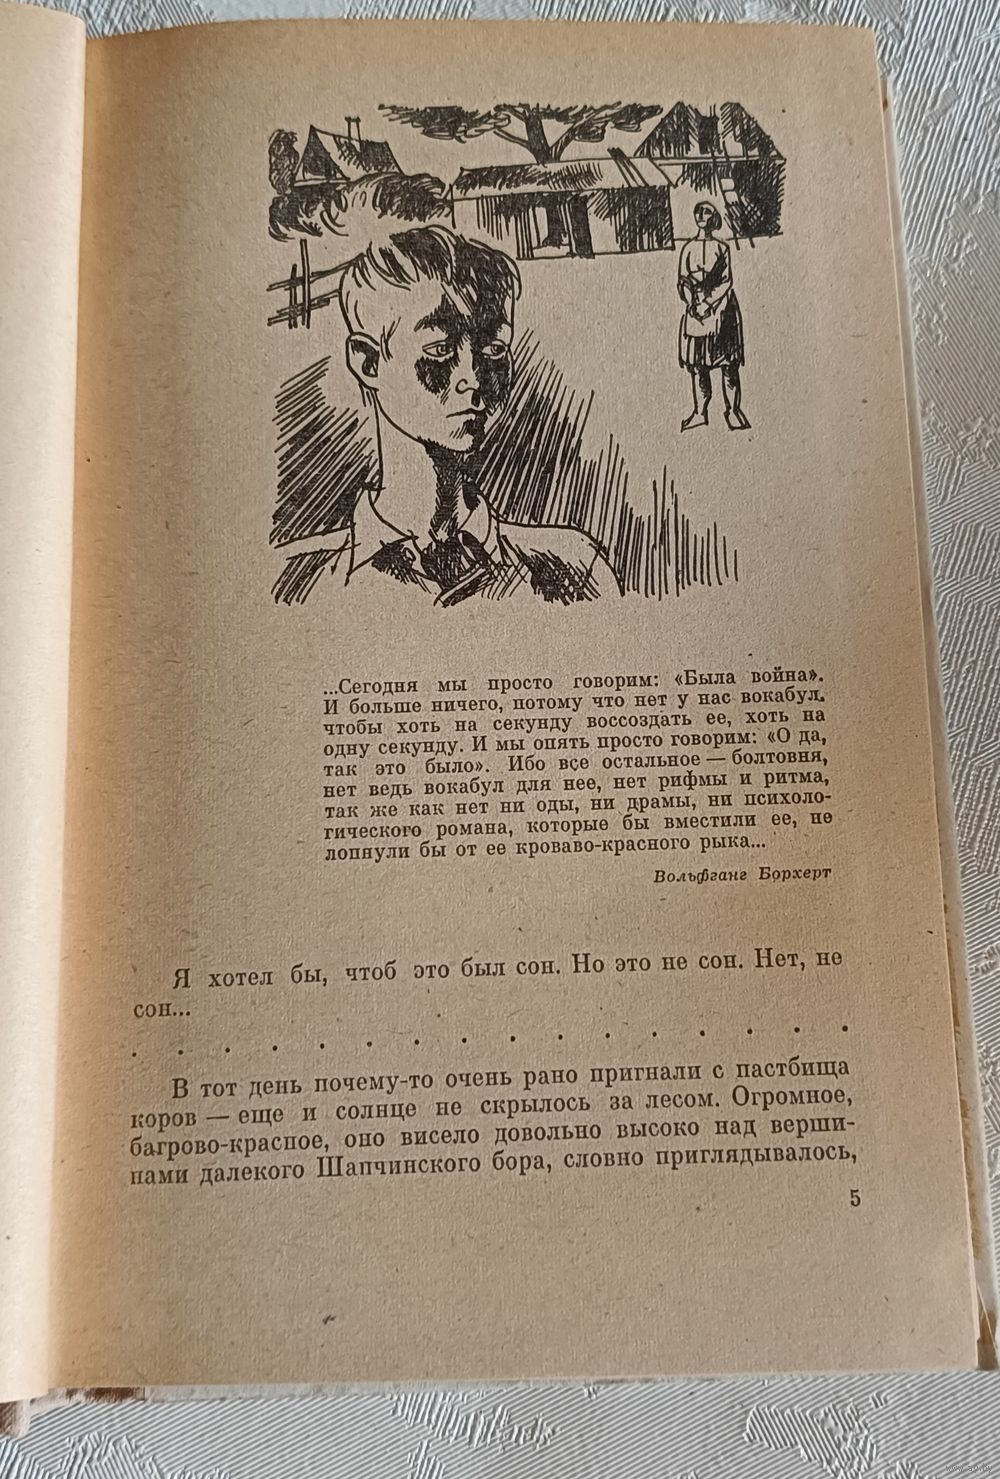 ...Сегодня мы просто говорим: «Была война».
И больше ничего, потому что нет у нас вокабул,
чтобы хоть на секунду воссоздать ее, хоть на
одну секунду. И мы опять просто говорим: «О да,
так это было». Ибо все остальное — болтовня,
нет ведь вокабул для нее, нет рифмы и ритма,
так же как нет ни оды, ни драмы, ни психоло-
гического романа, которые бы вместили ее, не
лопнули бы от ее кроваво-красного рыка...
Вольфганг Борхерт
Я хотел бы, чтоб это был сон. Но это не сон. Нет, не
сон...
. . . . . . . . . . . . . . . .
В тот день почему-то очень рано пригнали с пастбища
коров — еще и солнце не скрылось за лесом. Огромное,
багрово-красное, оно висело довольно высоко над верши-
нами далекого Шапчинского бора, словно приглядывалось,
5